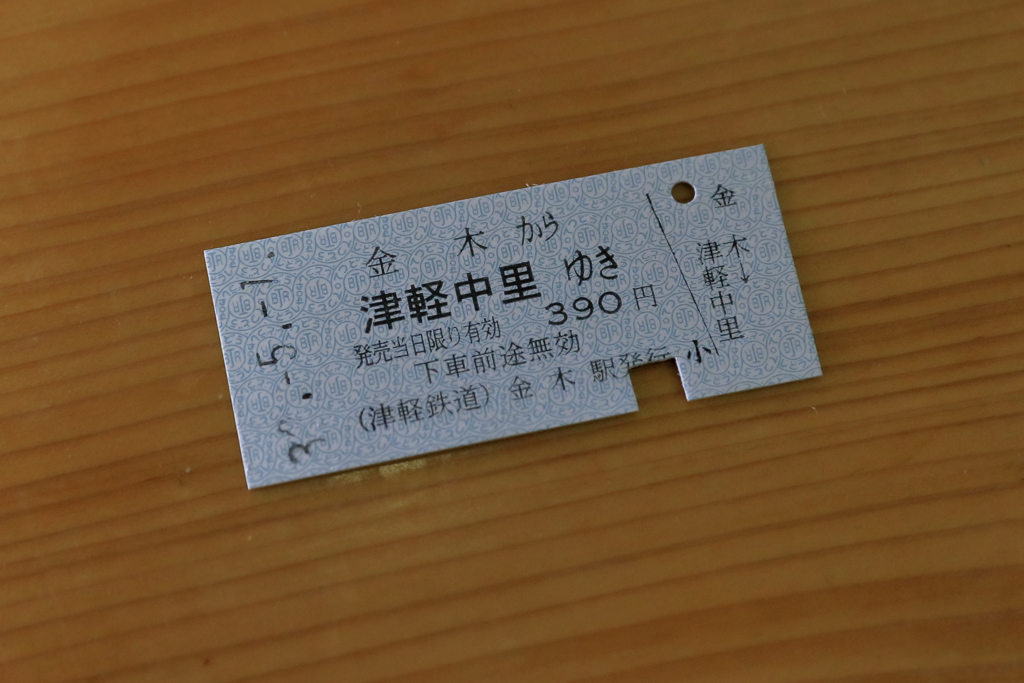 金木から
津軽中里ゆき
390円
発売当日限り有効
下車前途無効
(津軽鉄道)金木駅発行
小
金木→津軽中里
-5.-1.